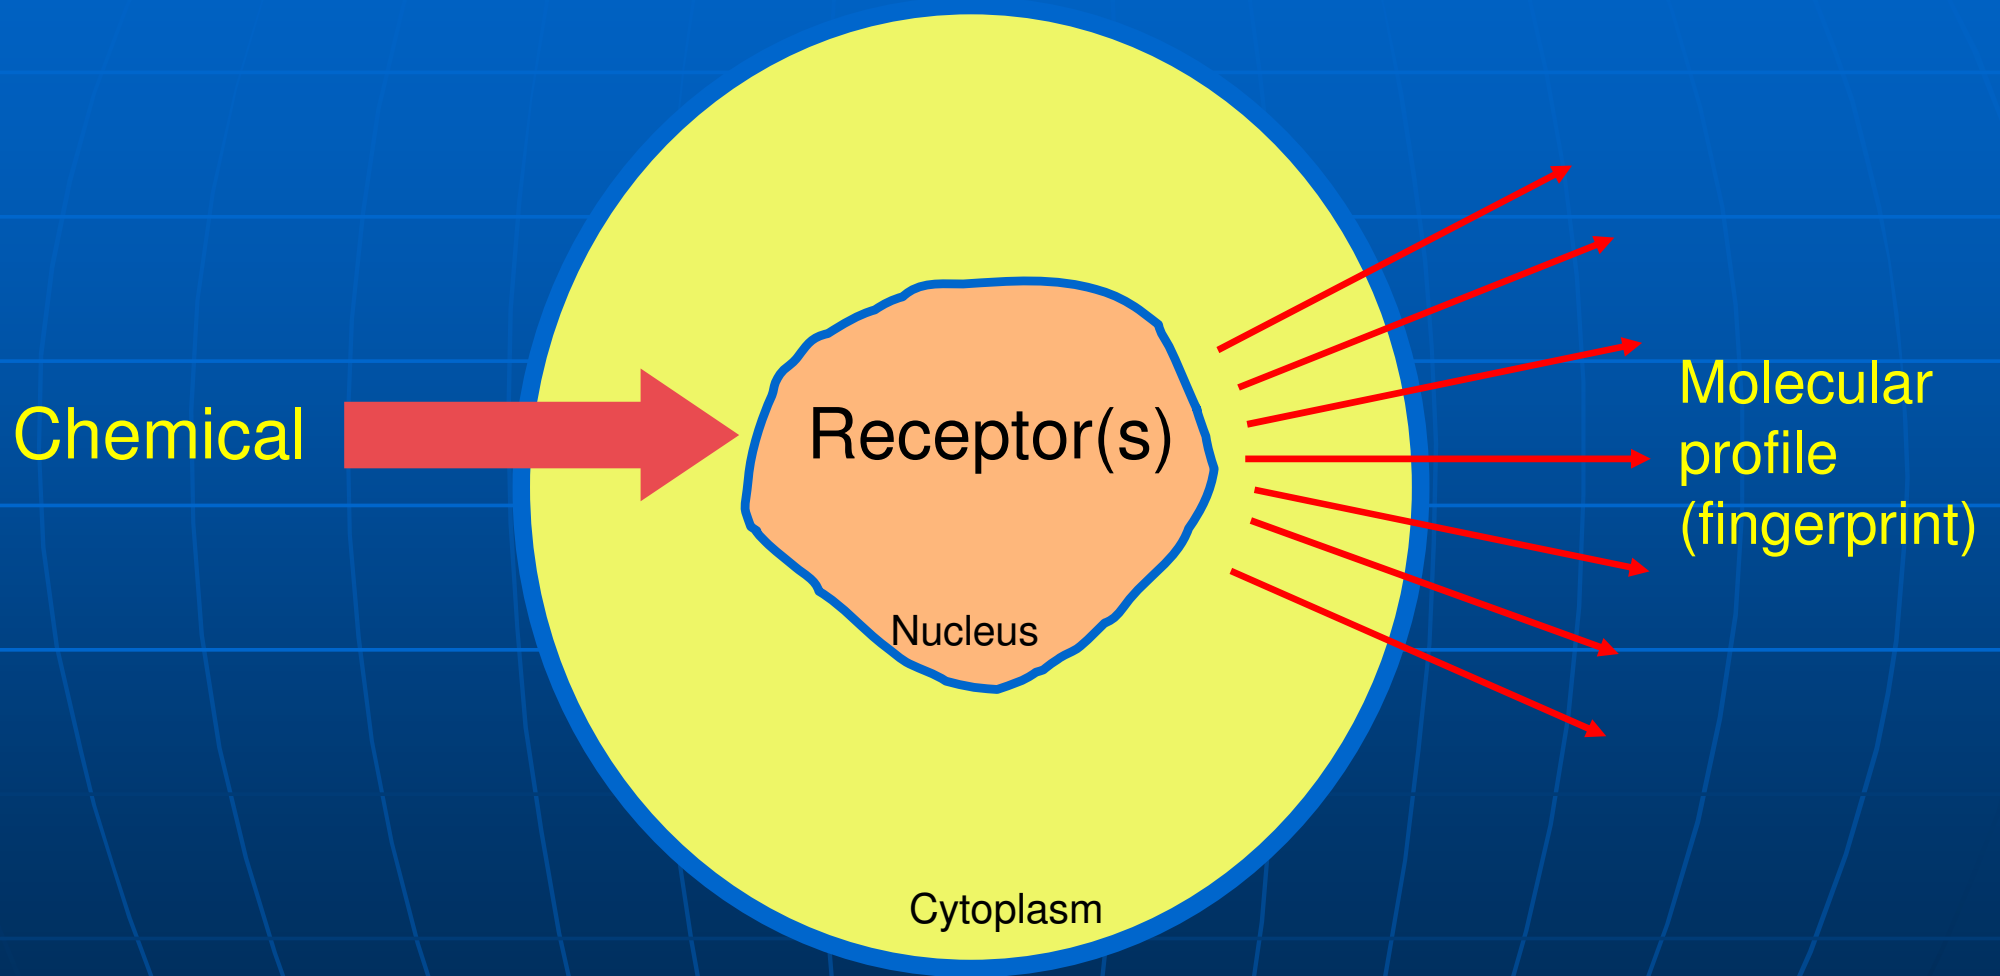 Chemical
Receptor(s)
Nucleus
Cytoplasm
Molecular
profile
(fingerprint)